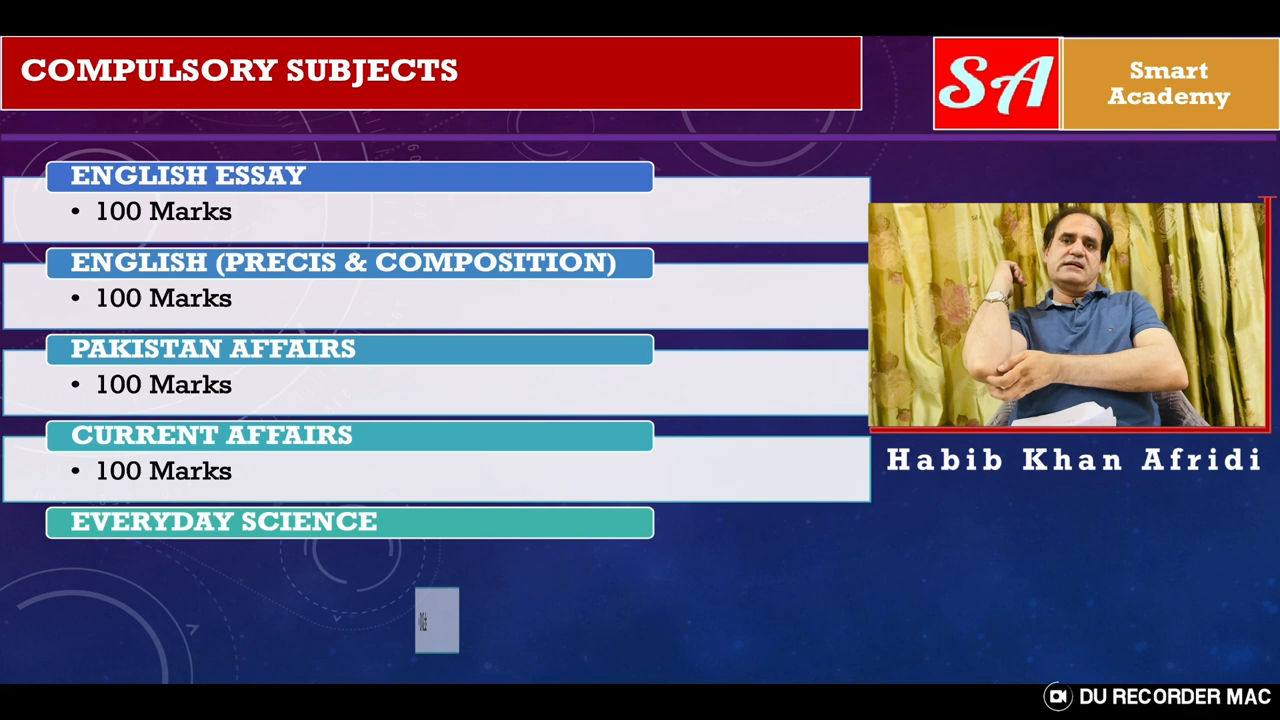 COMPULSORY SUBJECTS
SA
Smart
Academy
ENGLISH ESSAY
• 100 Marks
ENGLISH (PRECIS & COMPOSITION)
• 100 Marks
PAKISTAN AFFAIRS
• 100 Marks
CURRENT AFFAIRS
• 100 Marks
EVERYDAY SCIENCE
Habib Khan Afridi
DU RECORDER MAC